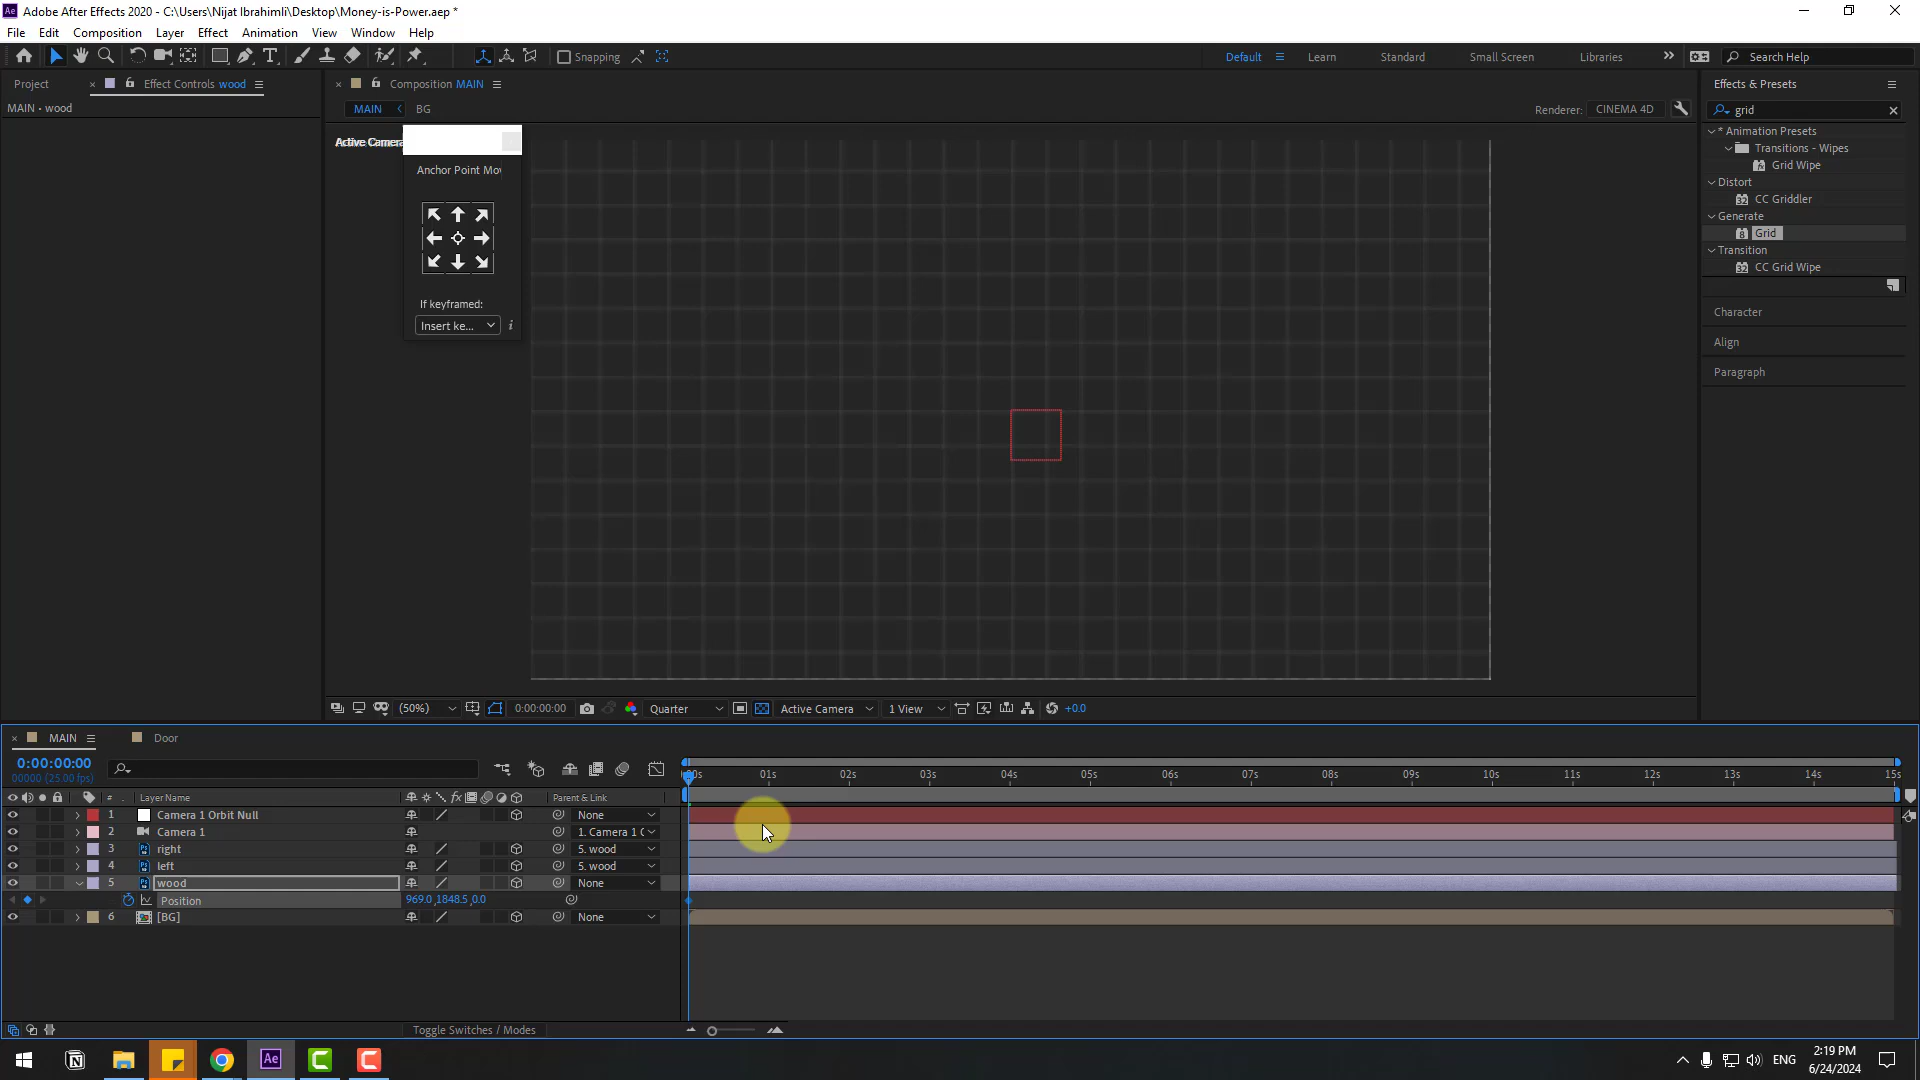 Adobe After Effects 2020 - C:\Users\Nijat Ibrahimli\Desktop\Money-is-Power.aep *
File Edit Composition Layer Effect Animation View Window Help
Snapping Default Learn Standard Small Screen Libraries Search Help
Project Effect Controls wood
MAIN • wood
Composition MAIN
MAIN BG
Renderer: CINEMA 4D
Active Camera
Anchor Point Mov
If keyframed:
Insert ke...
Effects & Presets
grid
* Animation Presets
Transitions - Wipes
Grid Wipe
Distort
CC Griddler
Generate
Grid
Transition
CC Grid Wipe
Character
Align
Paragraph
(50%) 0:00:00:00 Quarter Active Camera 1 View +0.0
MAIN Door
0:00:00:00
00000 (25.00 fps)
00s 01s 02s 03s 04s 05s 06s 07s 08s 09s 10s 11s 12s 13s 14s 15s
# Layer Name Parent & Link
1 Camera 1 Orbit Null None
2 Camera 1 1. Camera 1 O
3 right 5. wood
4 left 5. wood
5 wood None
Position 969.0,1848.5,0.0
6 [BG] None
Toggle Switches / Modes
ENG 2:19 PM
6/24/2024